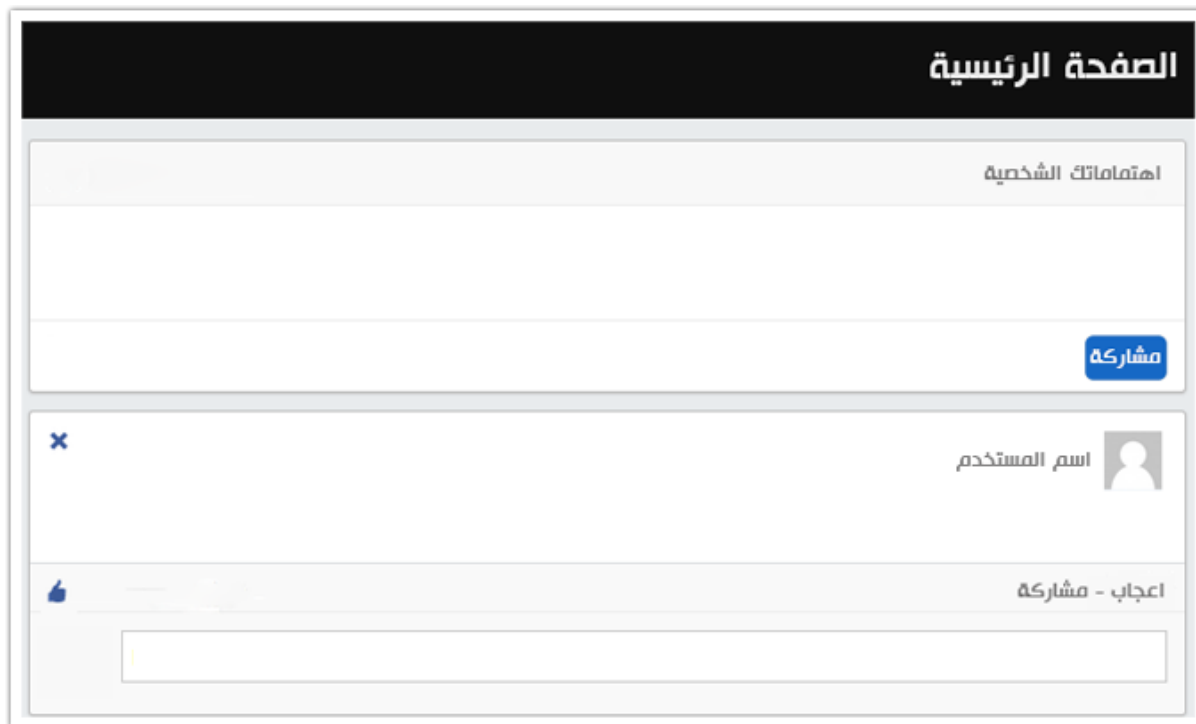 الصفحة الرئيسية
اهتماماتك الشخصية
مشاركة
اسم المستخدم
اعجاب - مشاركة